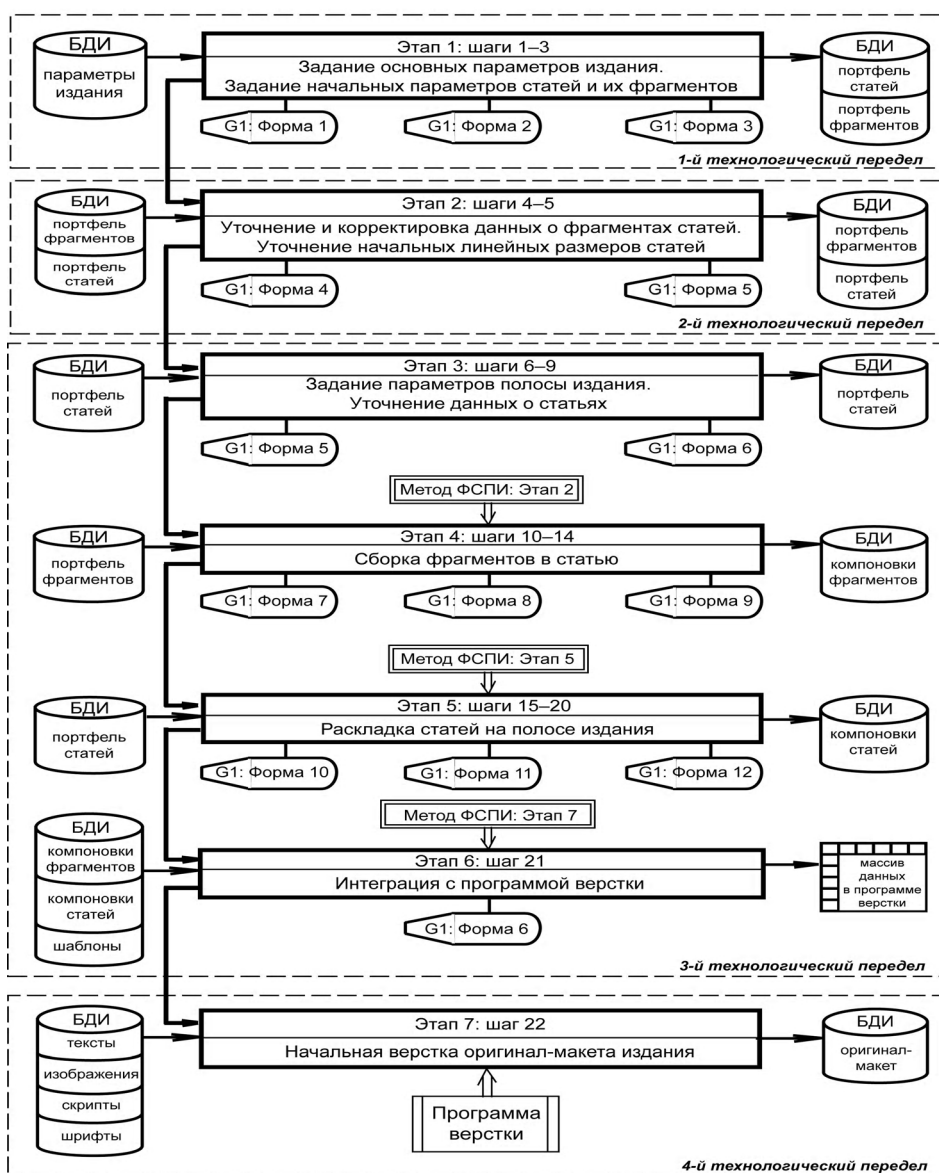 БДИ
параметры
издания
Этап 1: шаги 1–3
Задание основных параметров издания.
Задание начальных параметров статей и их фрагментов
БДИ
портфель
статей
портфель
фрагментов
G1: Форма 1
G1: Форма 2
G1: Форма 3
1-й технологический передел
БДИ
портфель
фрагментов
портфель
статей
Этап 2: шаги 4–5
Уточнение и корректировка данных о фрагментах статей.
Уточнение начальных линейных размеров статей
БДИ
портфель
фрагментов
портфель
статей
G1: Форма 4
G1: Форма 5
2-й технологический передел
БДИ
портфель
статей
Этап 3: шаги 6–9
Задание параметров полосы издания.
Уточнение данных о статьях
БДИ
портфель
статей
G1: Форма 5
G1: Форма 6
Метод ФСПИ: Этап 2
БДИ
портфель
фрагментов
Этап 4: шаги 10–14
Сборка фрагментов в статью
БДИ
компоновки
фрагментов
G1: Форма 7
G1: Форма 8
G1: Форма 9
Метод ФСПИ: Этап 5
БДИ
портфель
статей
Этап 5: шаги 15–20
Раскладка статей на полосе издания
БДИ
компоновки
статей
G1: Форма 10
G1: Форма 11
G1: Форма 12
Метод ФСПИ: Этап 7
БДИ
компоновки
фрагментов
компоновки
статей
шаблоны
Этап 6: шаг 21
Интеграция с программой верстки
массив
данных
в программе
верстки
G1: Форма 6
3-й технологический передел
БДИ
тексты
изображения
скрипты
шрифты
Этап 7: шаг 22
Начальная верстка оригинал-макета издания
БДИ
оригинал-
макет
Программа
верстки
4-й технологический передел